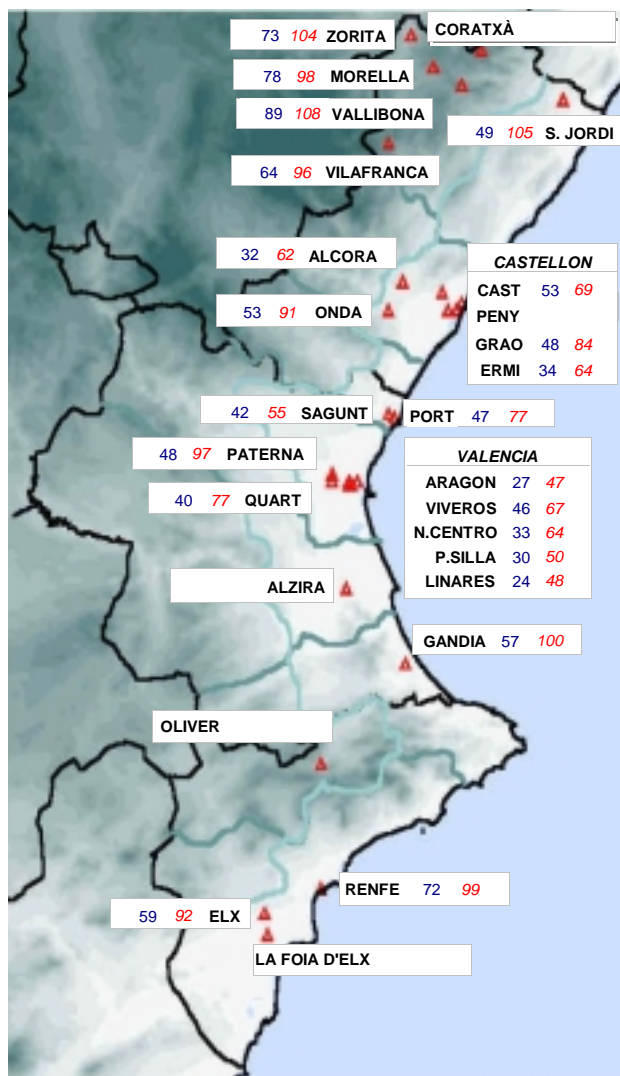 CORATXÀ
73 104 ZORITA
78 98 MORELLA
89 108 VALLIBONA
49 105 S. JORDI
64 96 VILAFRANCA
32 62 ALCORA
53 91 ONDA
CASTELLON
CAST 53 69
PENY
GRAO 48 84
ERMI 34 64
42 55 SAGUNT
PORT 47 77
48 97 PATERNA
40 77 QUART
VALENCIA
ARAGON 27 47
VIVEROS 46 67
N.CENTRO 33 64
P.SILLA 30 50
LINARES 24 48
ALZIRA
GANDIA 57 100
OLIVER
RENFE 72 99
59 92 ELX
LA FOIA D'ELX